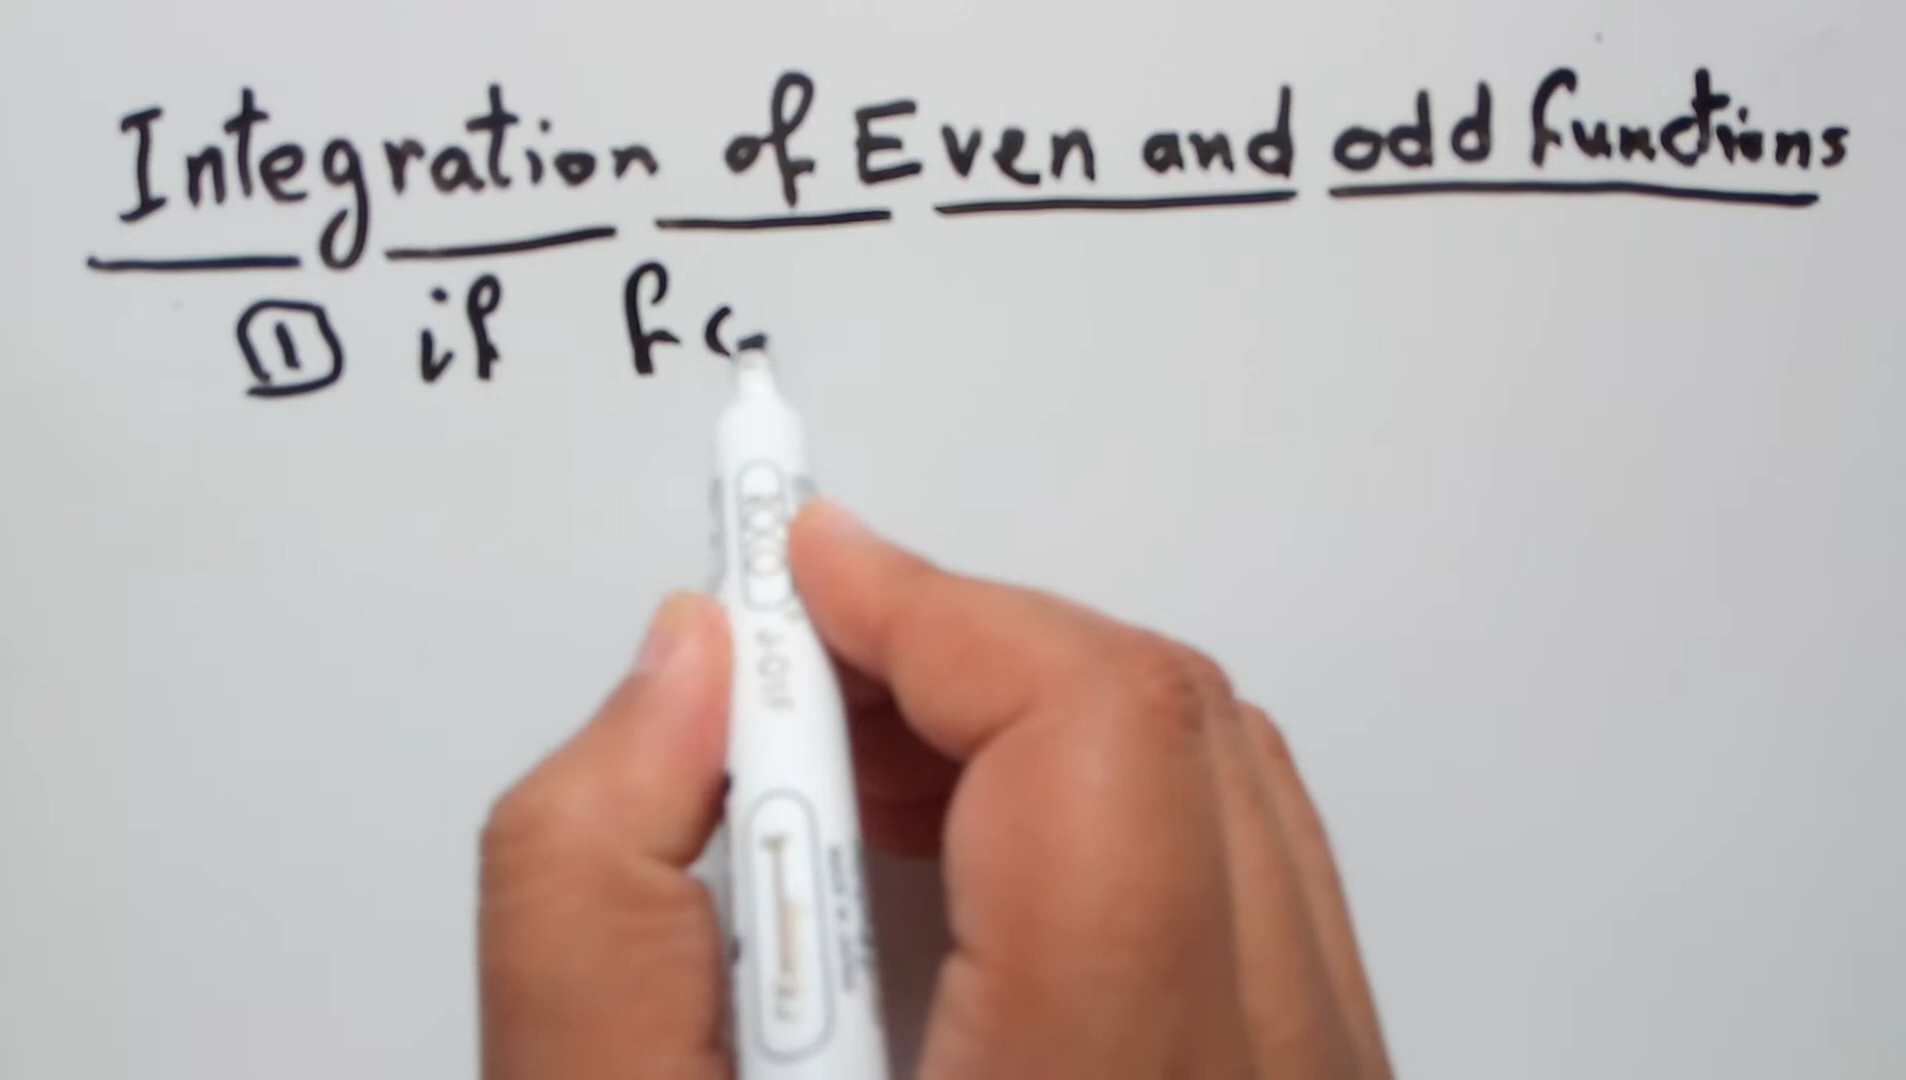 Integration of Even and odd functions
① if f(